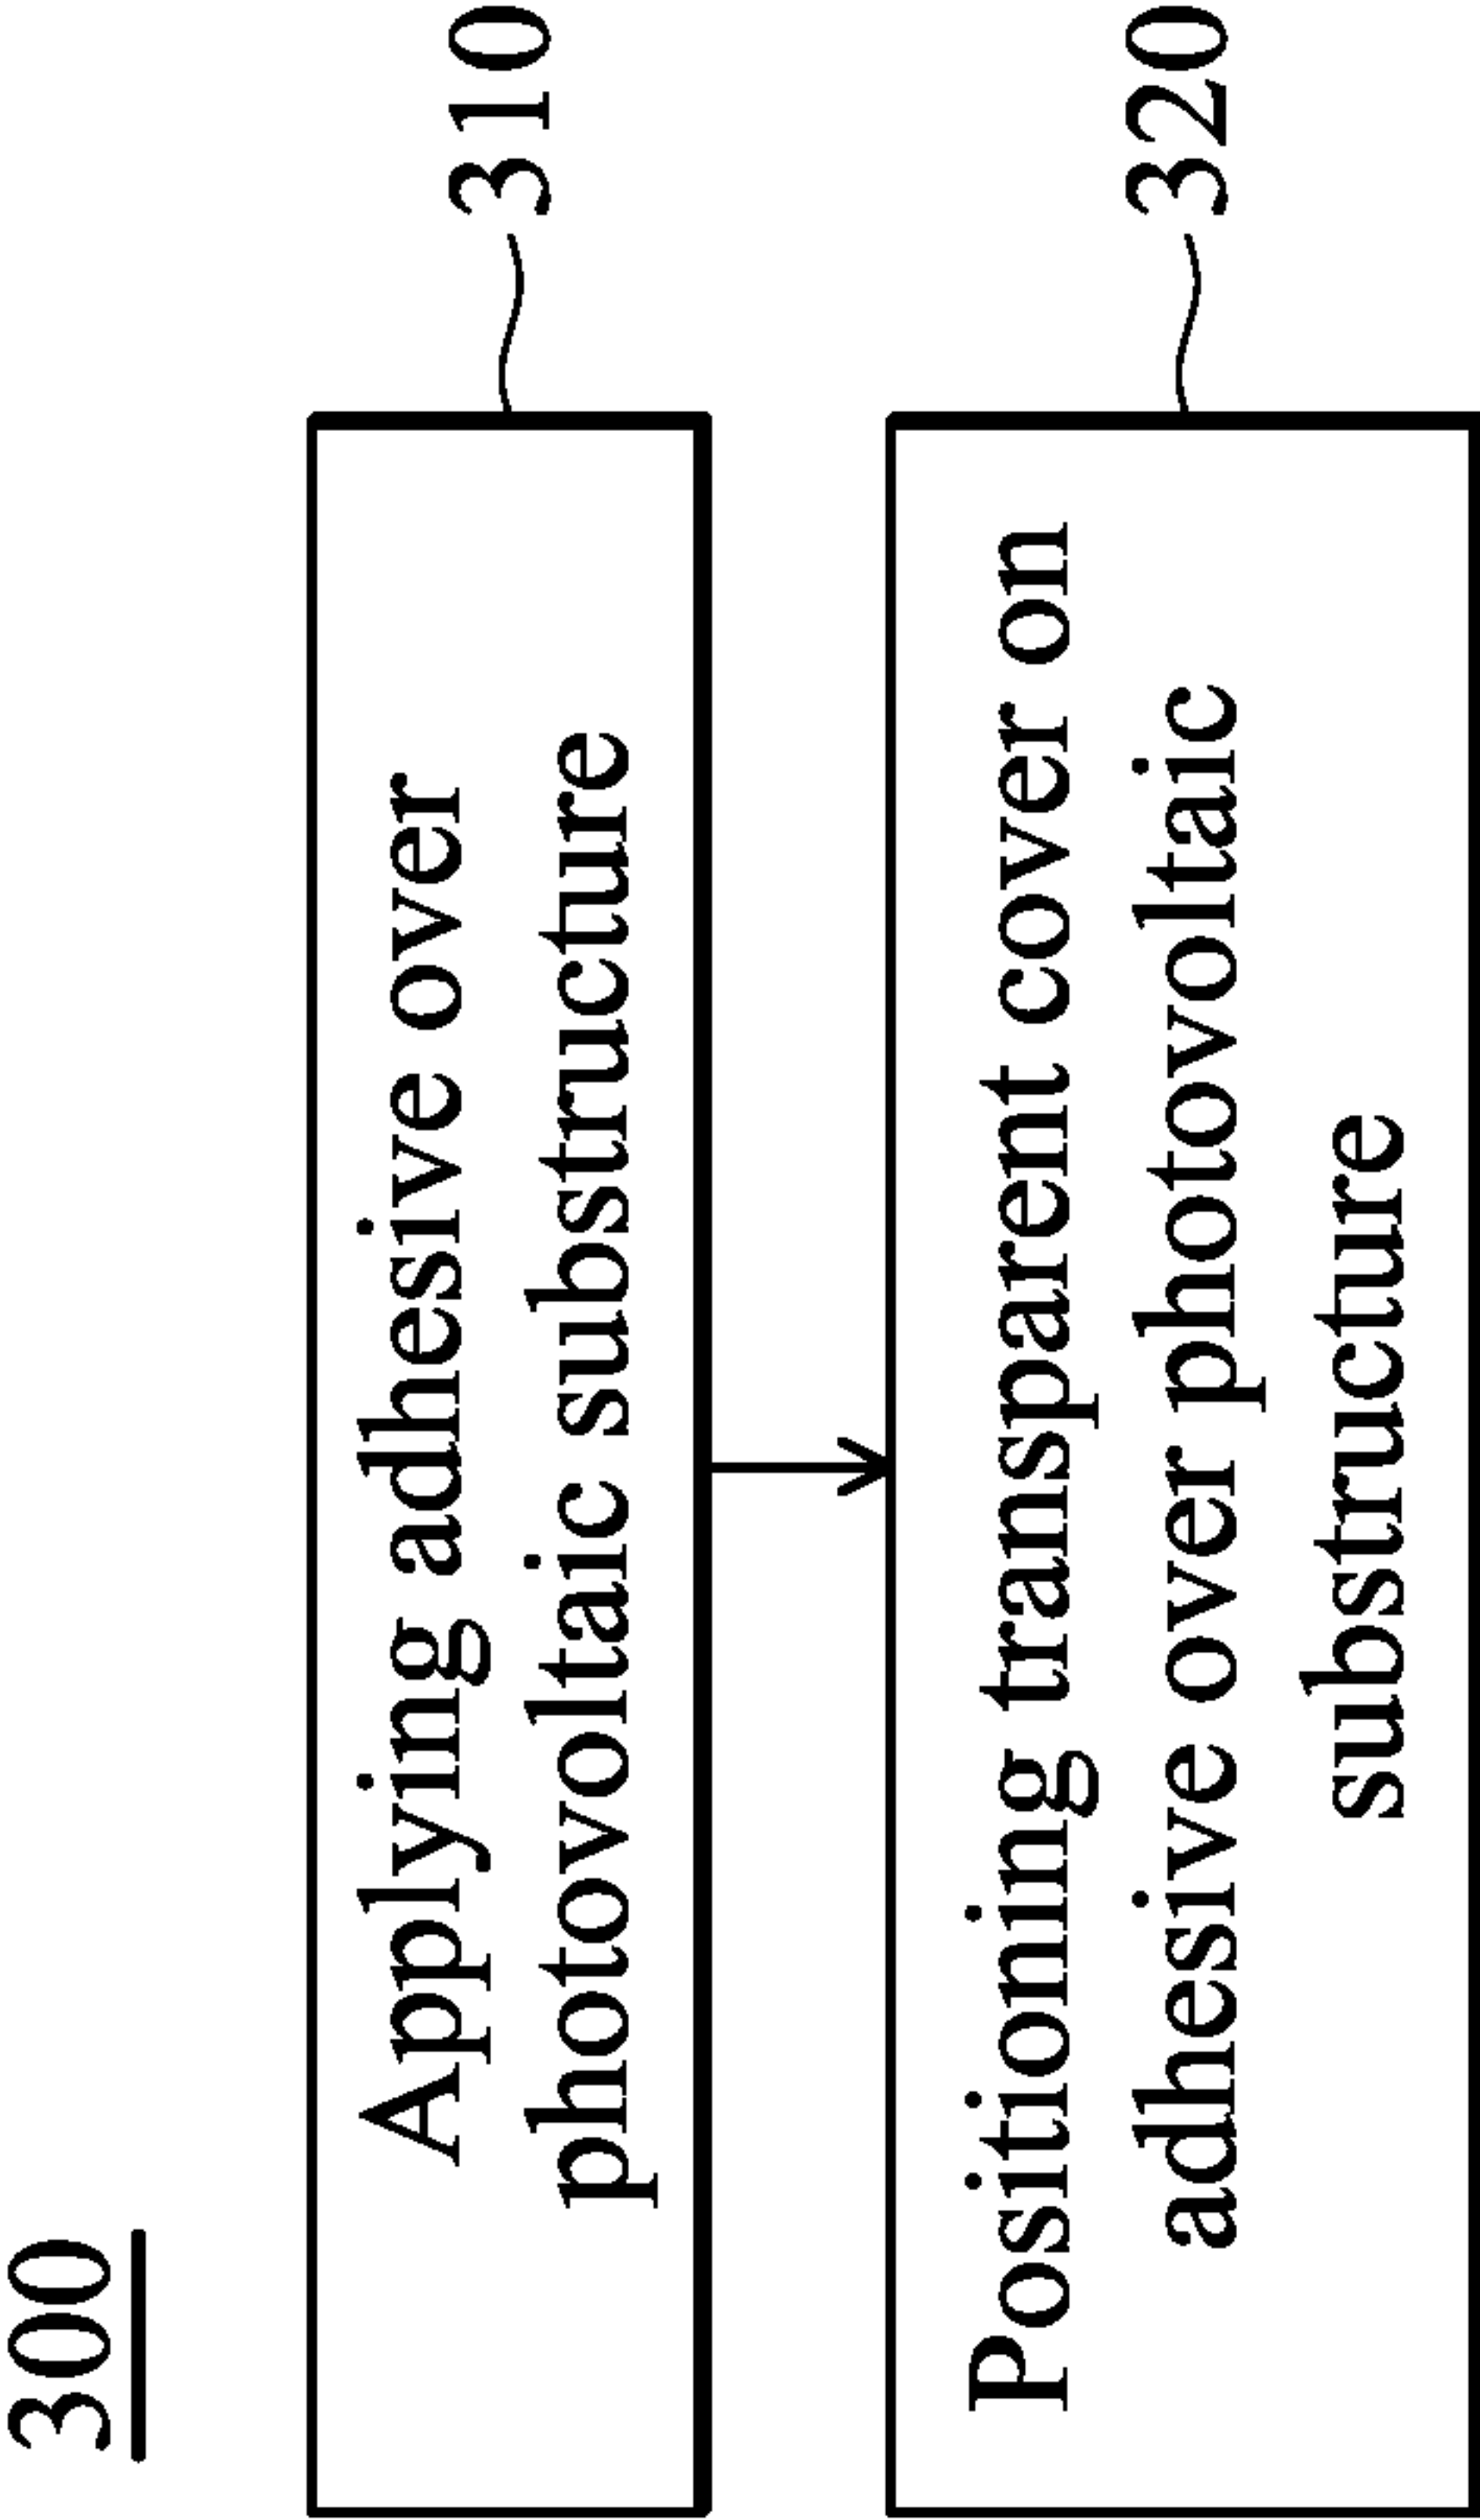 300
Applying adhesive over
photovoltaic substructure
310
Positioning transparent cover on
adhesive over photovoltaic
substructure
320